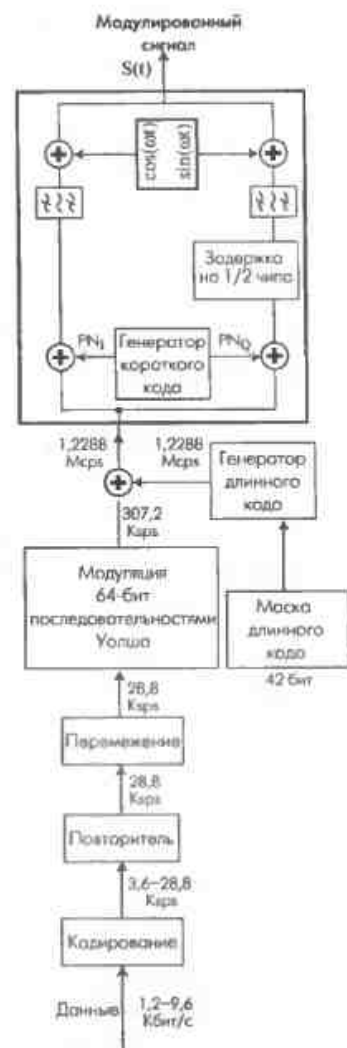 Модулированный
сигнал
S(t)
cos(ωt)
sin(ωt)
Задержка
на 1/2 чипа
PN_I
Генератор
короткого
кода
PN_Q
1,2288
Mcps
1,2288
Mcps
Генератор
длинного
кода
307,2
Ksps
Модуляция
64-бит
последовательностями
Уолша
Маска
длинного
кода
42 бит
28,8
Ksps
Перемежение
28,8
Ksps
Повторитель
3,6–28,8
Ksps
Кодирование
Данные
1,2–9,6
Кбит/с